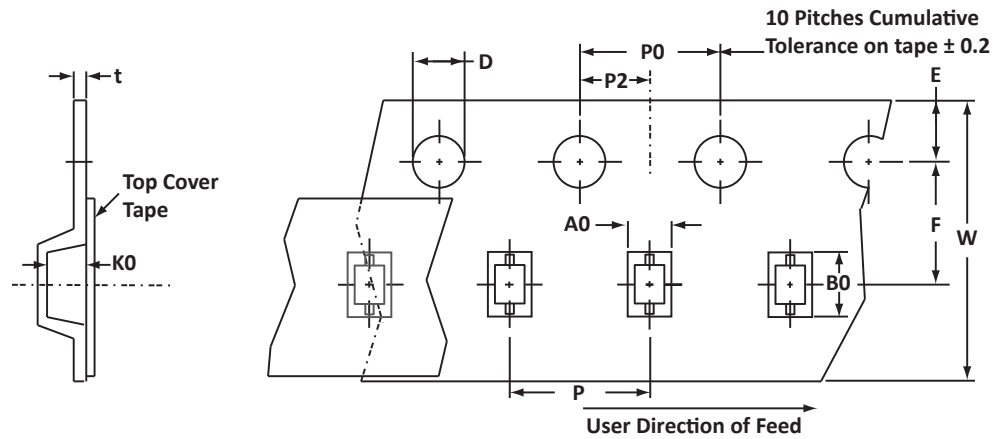 10 Pitches Cumulative
Tolerance on tape ± 0.2
P0
D
t
P2
E
Top Cover
Tape
A0
F
W
K0
B0
P
User Direction of Feed